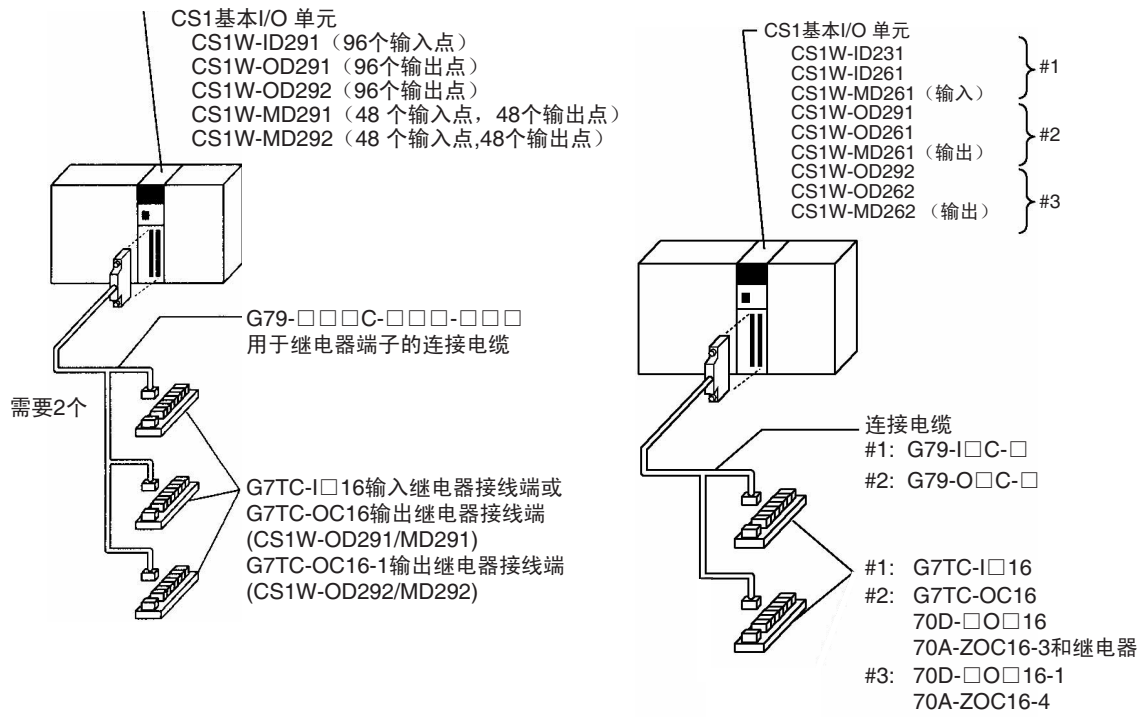 CS1基本I/O 单元
CS1W-ID291（96个输入点）
CS1W-OD291（96个输出点）
CS1W-OD292（96个输出点）
CS1W-MD291（48 个输入点，48个输出点）
CS1W-MD292（48 个输入点,48个输出点）
G79-□□□C-□□□-□□□
用于继电器端子的连接电缆
需要2个
G7TC-I□16输入继电器接线端或
G7TC-OC16输出继电器接线端
(CS1W-OD291/MD291)
G7TC-OC16-1输出继电器接线端
(CS1W-OD292/MD292)
CS1基本I/O 单元
CS1W-ID231
CS1W-ID261
CS1W-MD261（输入）
#1
CS1W-OD291
CS1W-OD261
CS1W-MD261（输出）
#2
CS1W-OD292
CS1W-OD262
CS1W-MD262 （输出）
#3
连接电缆
#1: G79-I□C-□
#2: G79-O□C-□
#1: G7TC-I□16
#2: G7TC-OC16
70D-□O□16
70A-ZOC16-3和继电器
#3: 70D-□O□16-1
70A-ZOC16-4